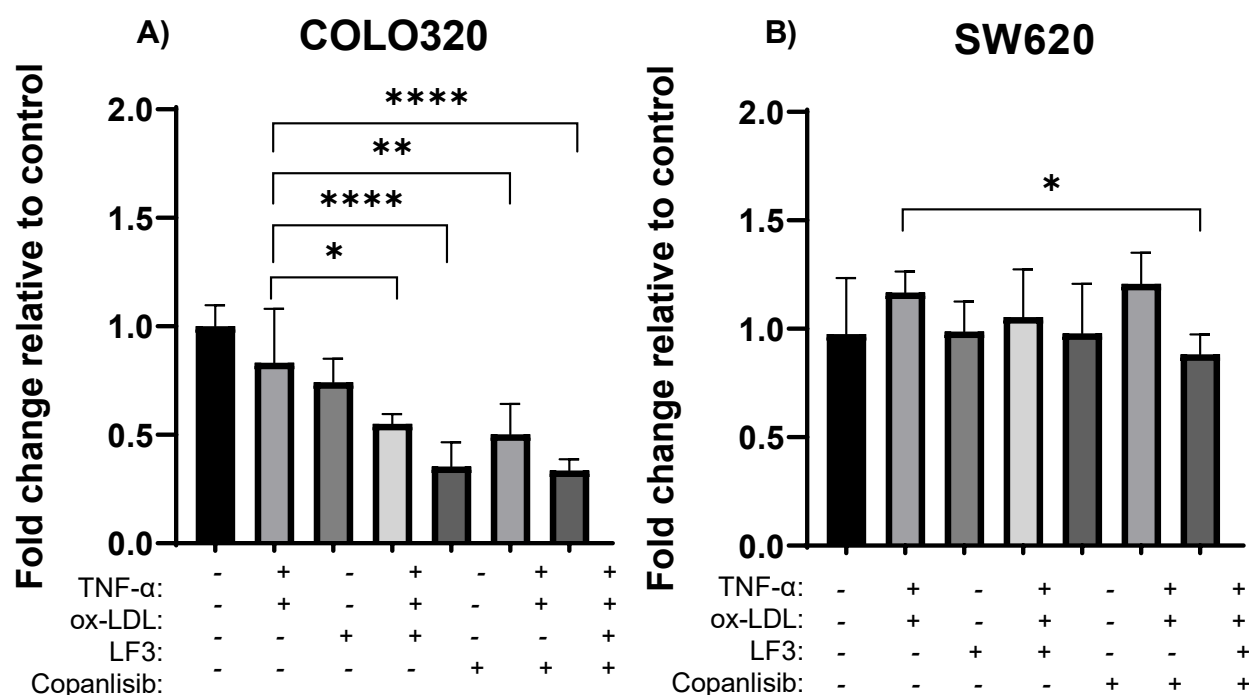 A) COLO320
Fold change relative to control
2.0
1.5
1.0
0.5
0.0
****
**
****
*
TNF-α: - + - + - + +
ox-LDL: - + - + - + +
LF3: - - + + - - +
Copanlisib: - - - - + + +
B) SW620
Fold change relative to control
2.0
1.5
1.0
0.5
0.0
*
TNF-α: - + - + - + +
ox-LDL: - + - + - + +
LF3: - - + + - - +
Copanlisib: - - - - + + +